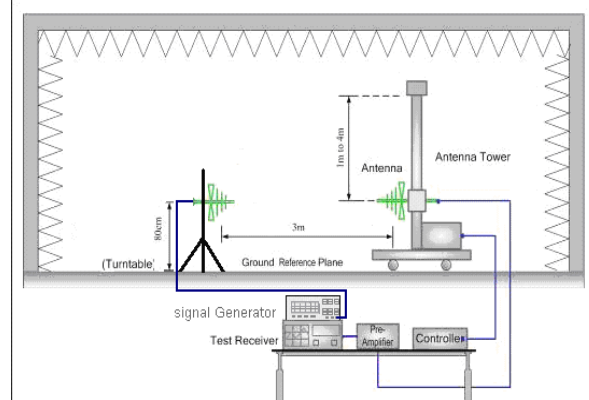 1m to 4m
Antenna
Antenna Tower
3m
80cm
(Turntable)
Ground Reference Plane
signal Generator
Test Receiver
Pre-
Amplifier
Controller